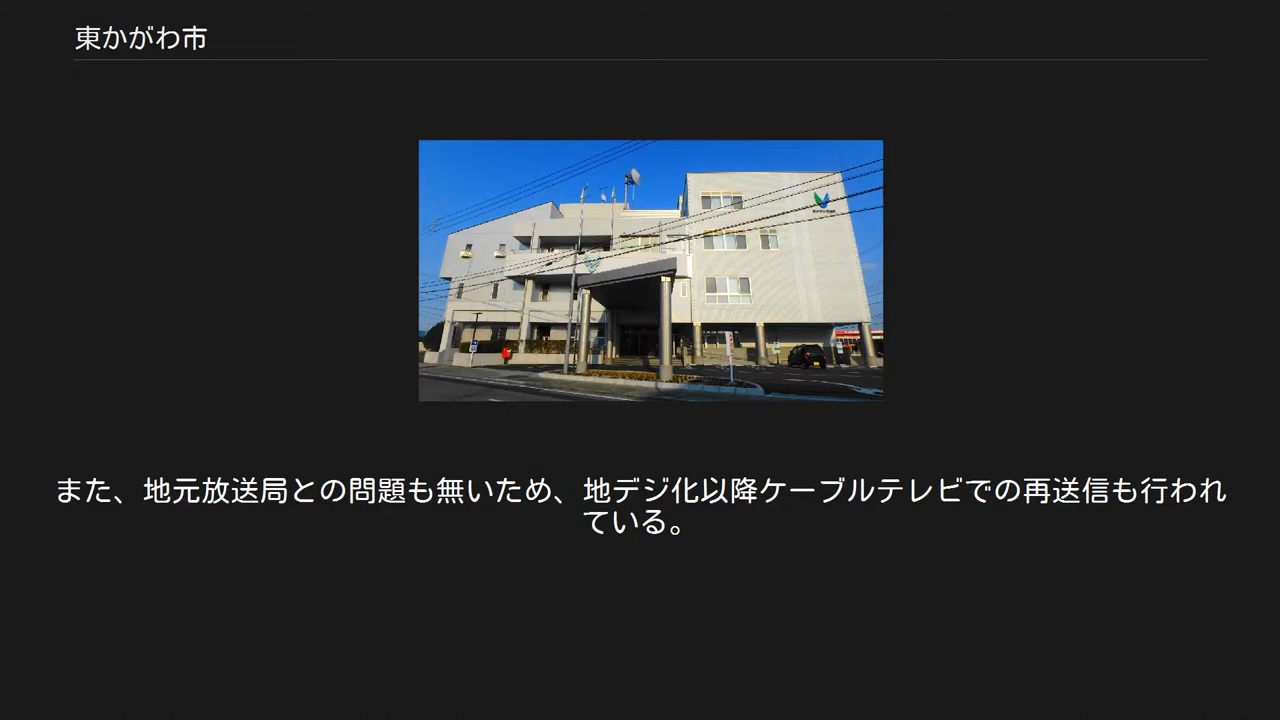 東かがわ市
また、地元放送局との問題も無いため、地デジ化以降ケーブルテレビでの再送信も行われ
ている。